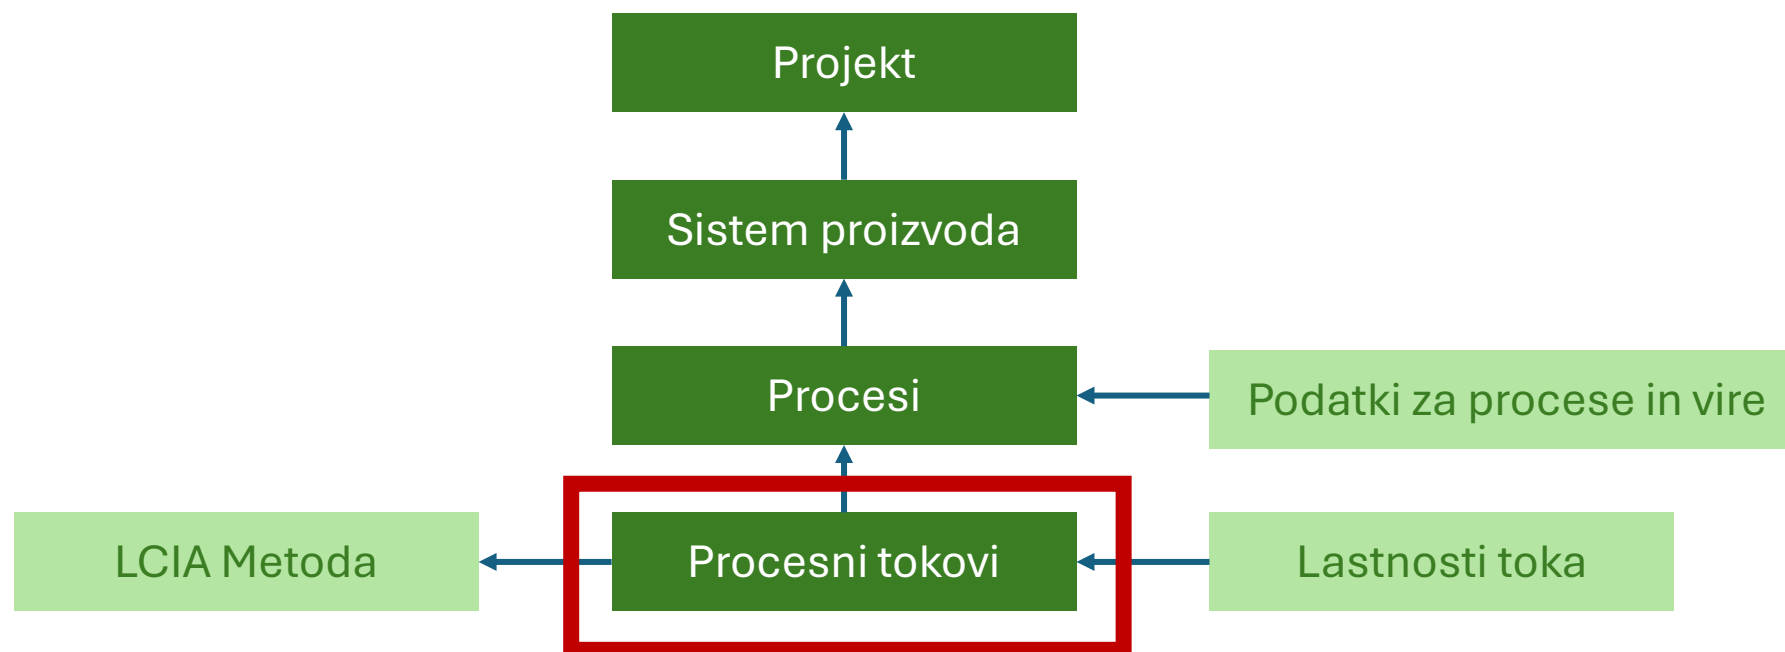 Projekt
Sistem proizvoda
Procesi
Podatki za procese in vire
LCIA Metoda
Procesni tokovi
Lastnosti toka